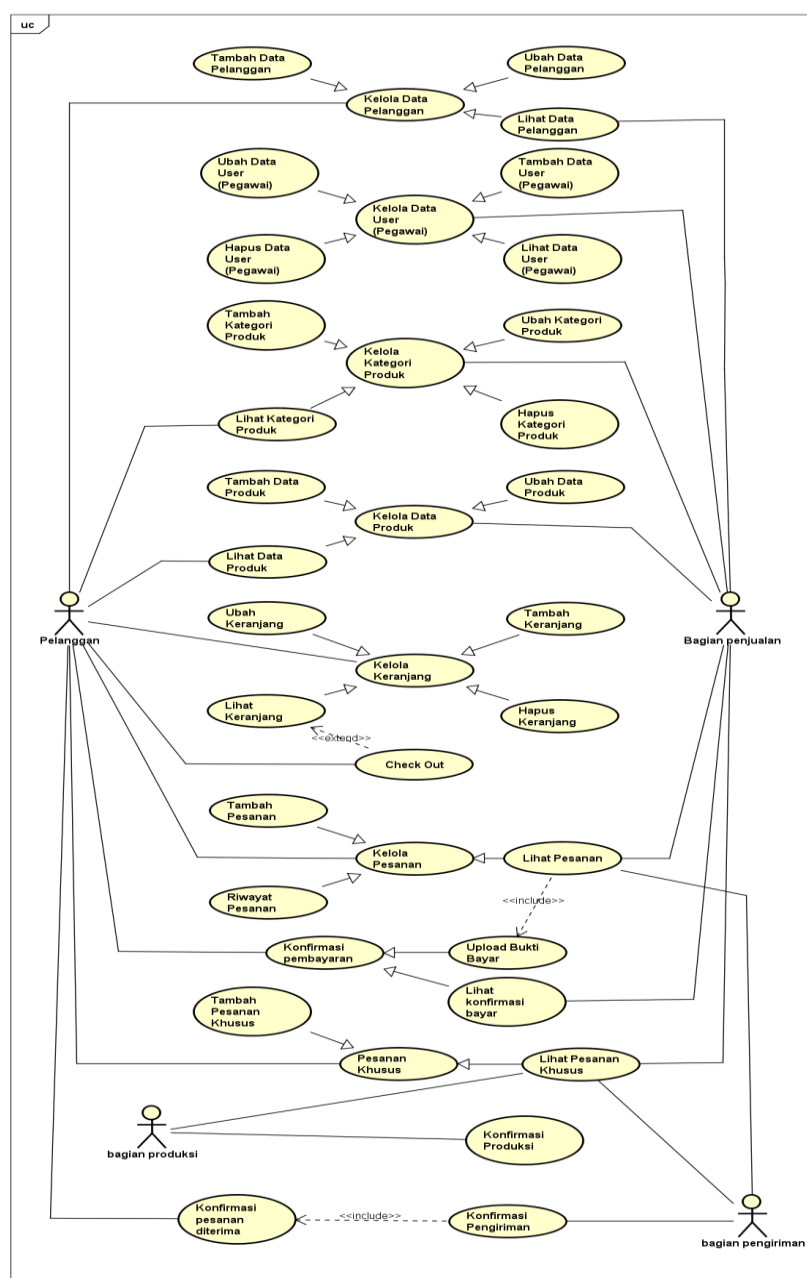 uc
Tambah Data
Pelanggan
Ubah Data
Pelanggan
Kelola Data
Pelanggan
Lihat Data
Pelanggan
Ubah Data
User
(Pegawai)
Tambah Data
User
(Pegawai)
Kelola Data
User
(Pegawai)
Hapus Data
User
(Pegawai)
Lihat Data
User
(Pegawai)
Tambah
Kategori
Produk
Ubah Kategori
Produk
Kelola
Kategori
Produk
Lihat Kategori
Produk
Hapus
Kategori
Produk
Tambah Data
Produk
Ubah Data
Produk
Kelola Data
Produk
Lihat Data
Produk
Pelanggan
Bagian penjualan
Ubah
Keranjang
Tambah
Keranjang
Kelola
Keranjang
Lihat
Keranjang
Hapus
Keranjang
<<extend>>
Check Out
Tambah
Pesanan
Kelola
Pesanan
Lihat Pesanan
Riwayat
Pesanan
<<include>>
Konfirmasi
pembayaran
Upload Bukti
Bayar
Lihat
konfirmasi
bayar
Tambah
Pesanan
Khusus
Pesanan
Khusus
Lihat Pesanan
Khusus
bagian produksi
Konfirmasi
Produksi
Konfirmasi
pesanan
diterima
<<include>>
Konfirmasi
Pengiriman
bagian pengiriman